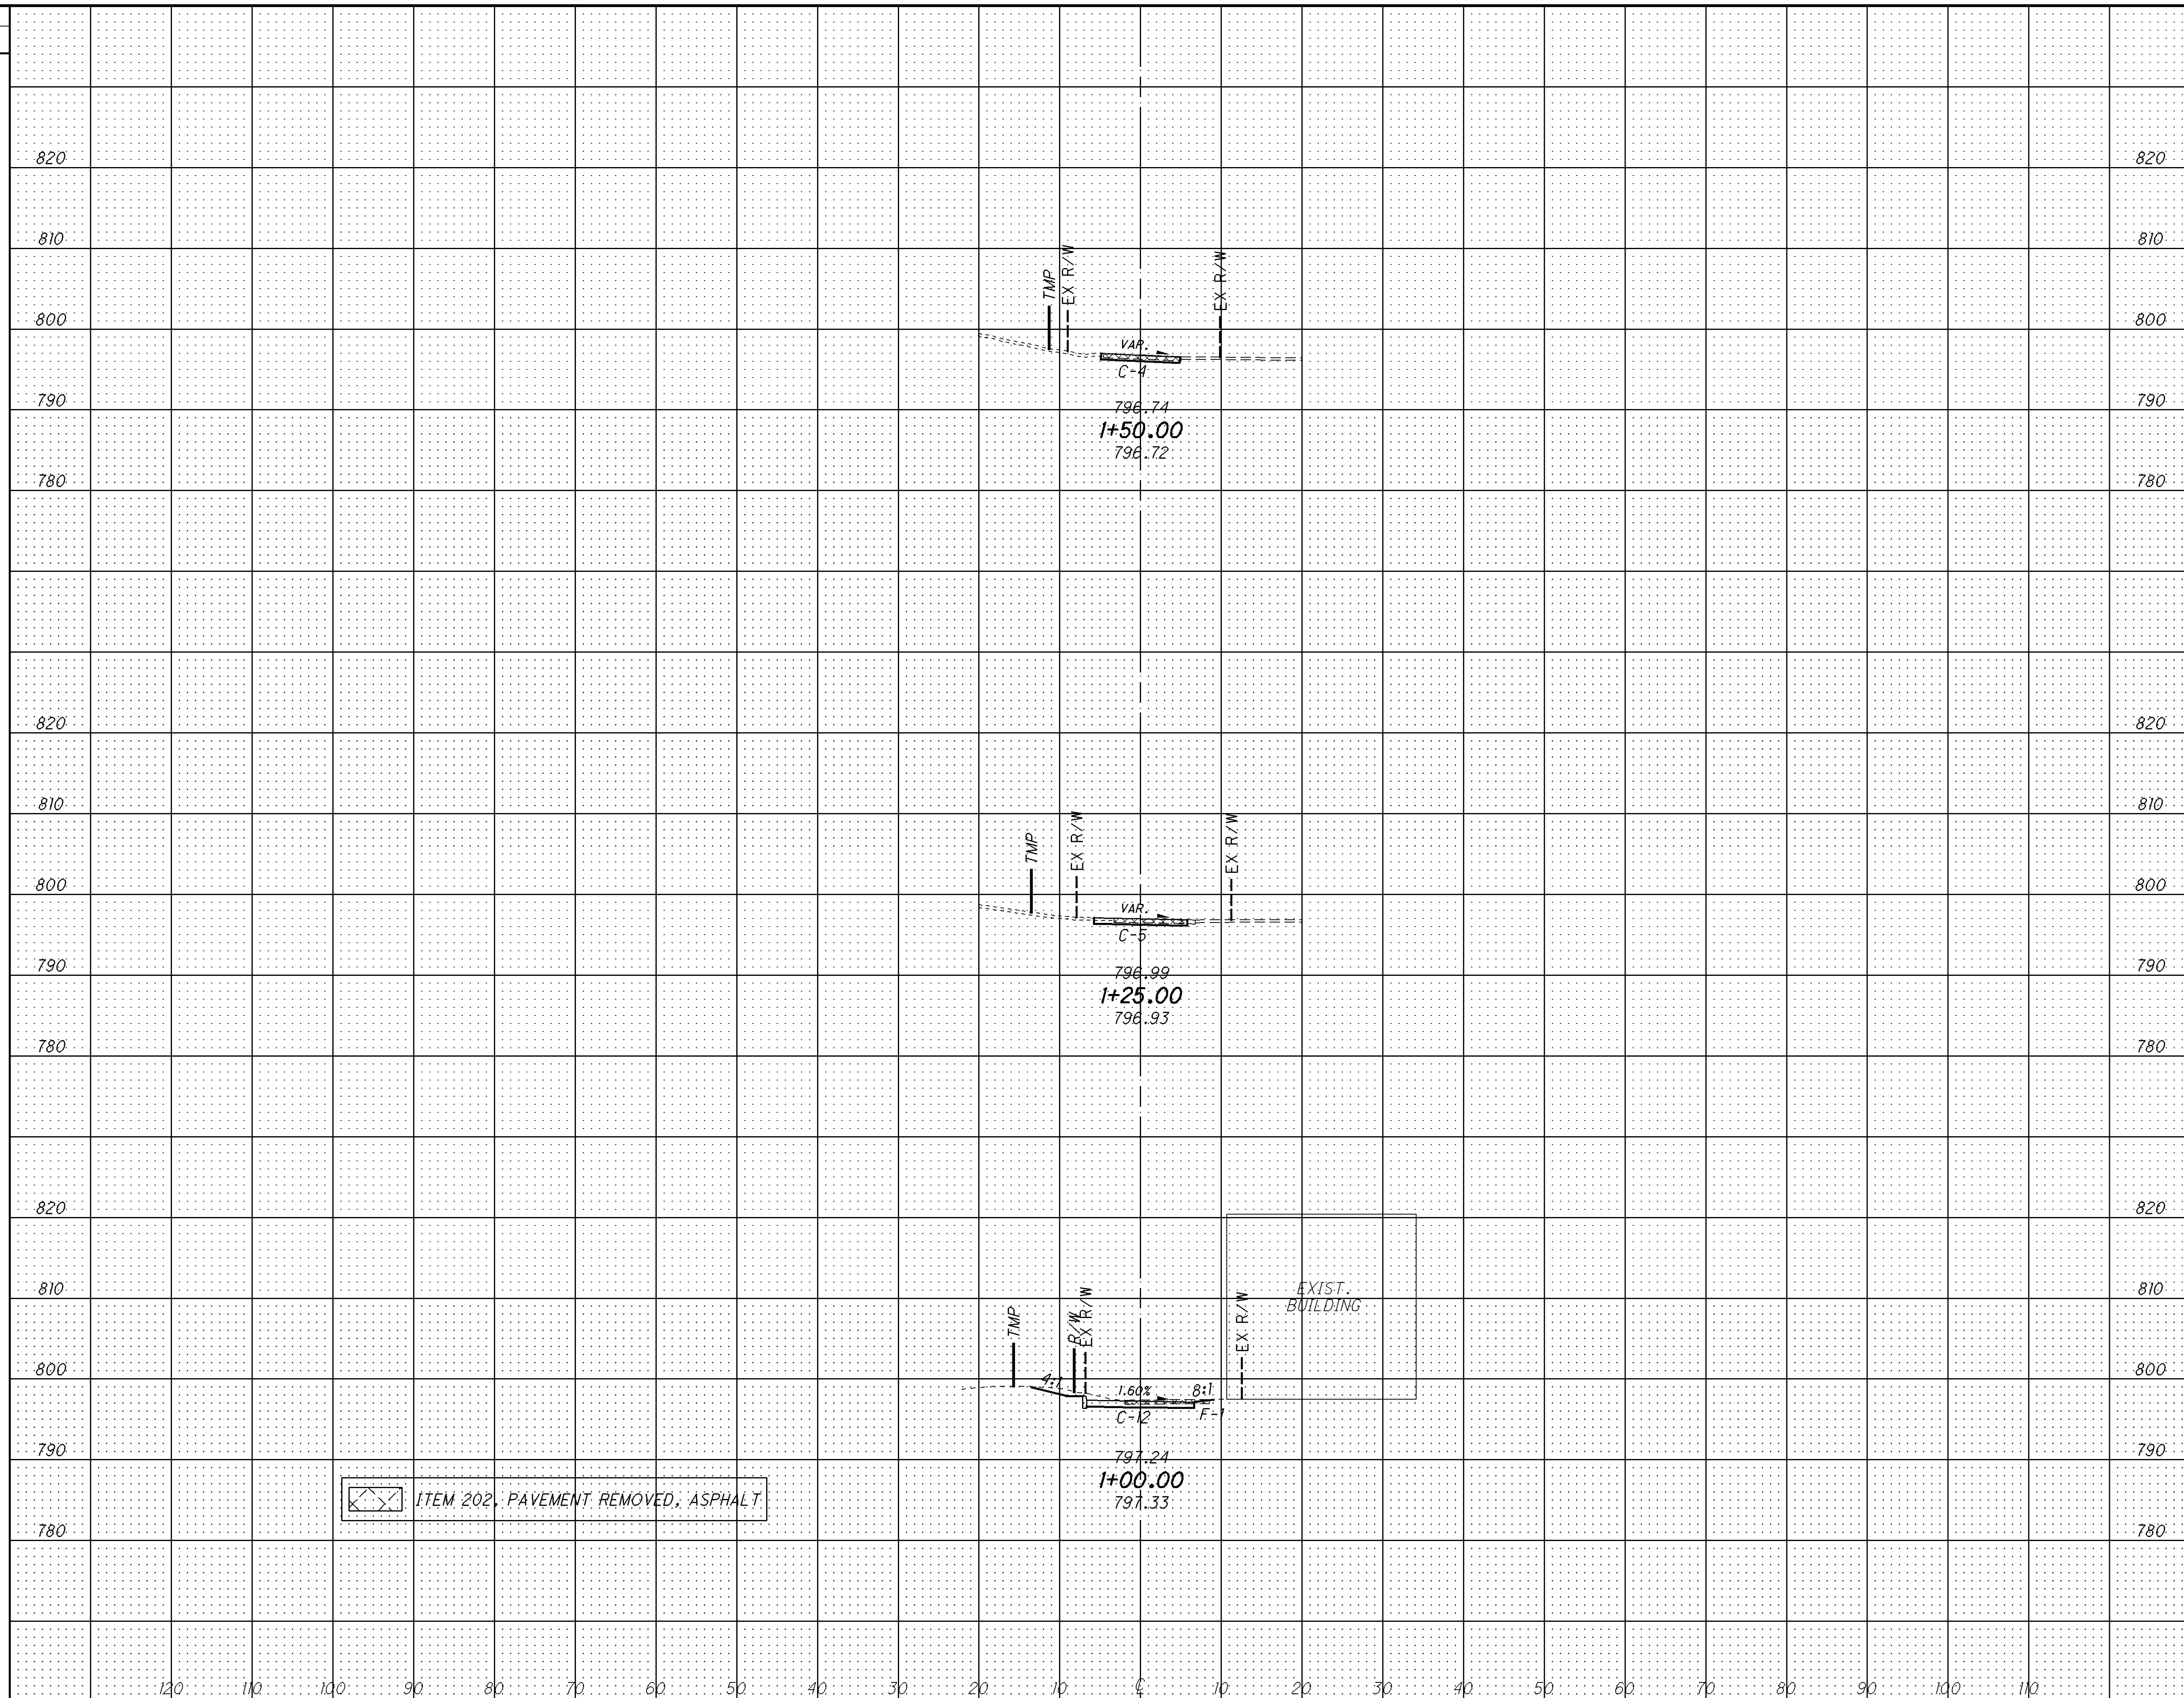 820 820
810 810
TMP EX R/W EX R/W
800 800
VAR.
C-4
790 790
796.74
1+50.00
796.72
780 780
820 820
810 810
TMP EX R/W EX R/W
800 800
VAR.
C-5
790 790
796.99
1+25.00
796.93
780 780
820 820
810 810
EXIST.
BUILDING
TMP R/W EX R/W EX R/W
800 800
4:1 1.60% 8:1
C-12 F-1
790 790
797.24
1+00.00
797.33
ITEM 202, PAVEMENT REMOVED, ASPHALT
780 780
120 110 100 90 80 70 60 50 40 30 20 10 ℄ 10 20 30 40 50 60 70 80 90 100 110